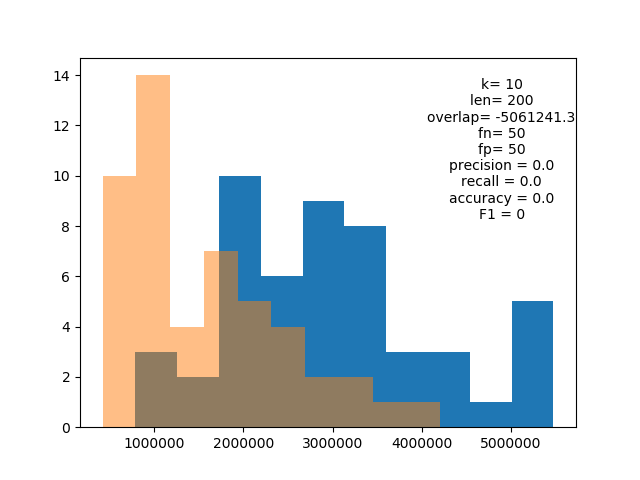 14
12
10
8
6
4
2
0
k= 10
len= 200
overlap= -5061241.3
fn= 50
fp= 50
precision = 0.0
recall = 0.0
accuracy = 0.0
F1 = 0
1000000 2000000 3000000 4000000 5000000